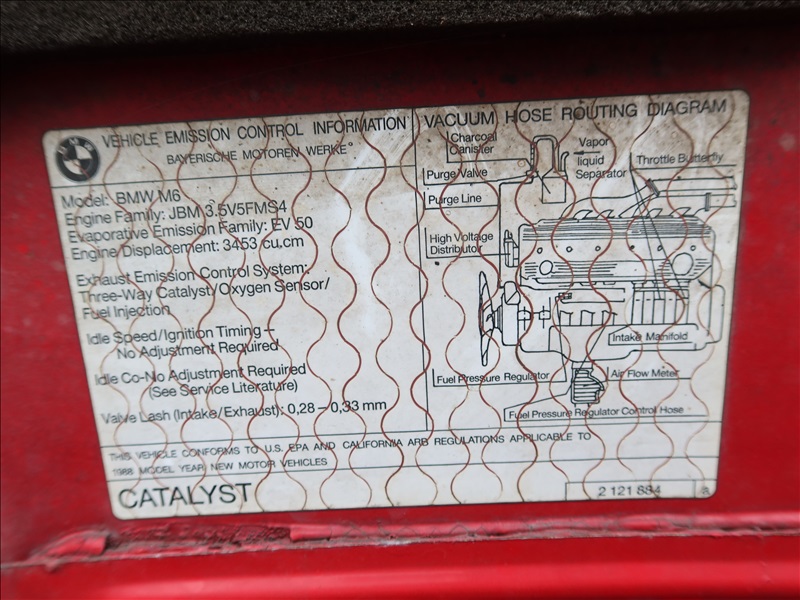 BMW
VEHICLE EMISSION CONTROL INFORMATION
BAYERISCHE MOTOREN WERKE
Model: BMW M6
Engine Family: JBM 3.5V5FMS4
Evaporative Emission Family: EV 50
Engine Displacement: 3453 cu.cm
Exhaust Emission Control System:
Three-Way Catalyst/Oxygen Sensor/
Fuel Injection
Idle Speed/Ignition Timing –
No Adjustment Required
Idle Co-No Adjustment Required
(See Service Literature)
Valve Lash (Intake/Exhaust): 0,28 – 0,33 mm
VACUUM HOSE ROUTING DIAGRAM
Charcoal
Canister
Vapor
liquid
Separator
Throttle Butterfly
Purge Valve
Purge Line
High Voltage
Distributor
Intake Manifold
Fuel Pressure Regulator
Air Flow Meter
Fuel Pressure Regulator Control Hose
THIS VEHICLE CONFORMS TO U.S. EPA AND CALIFORNIA ARB REGULATIONS APPLICABLE TO
1988 MODEL YEAR NEW MOTOR VEHICLES
CATALYST
2 121 884